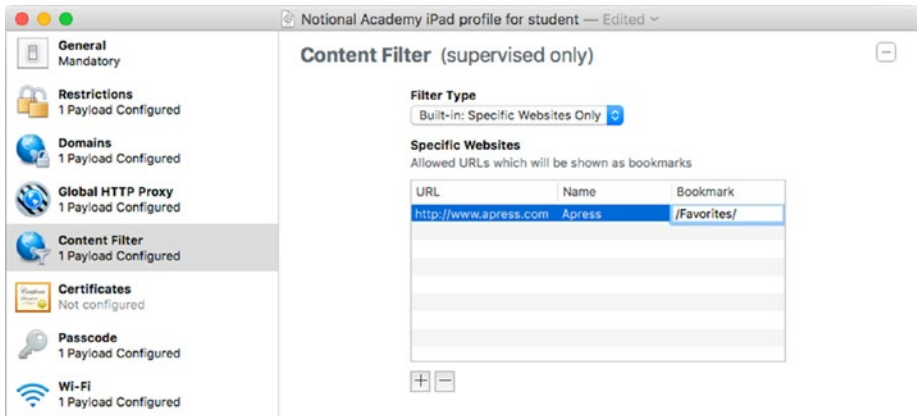 Notional Academy iPad profile for student — Edited
General
Mandatory
Restrictions
1 Payload Configured
Domains
1 Payload Configured
Global HTTP Proxy
1 Payload Configured
Content Filter
1 Payload Configured
Certificates
Not configured
Passcode
1 Payload Configured
Wi-Fi
1 Payload Configured
Content Filter (supervised only)
Filter Type
Built-in: Specific Websites Only
Specific Websites
Allowed URLs which will be shown as bookmarks
URL Name Bookmark
http://www.apress.com Apress /Favorites/